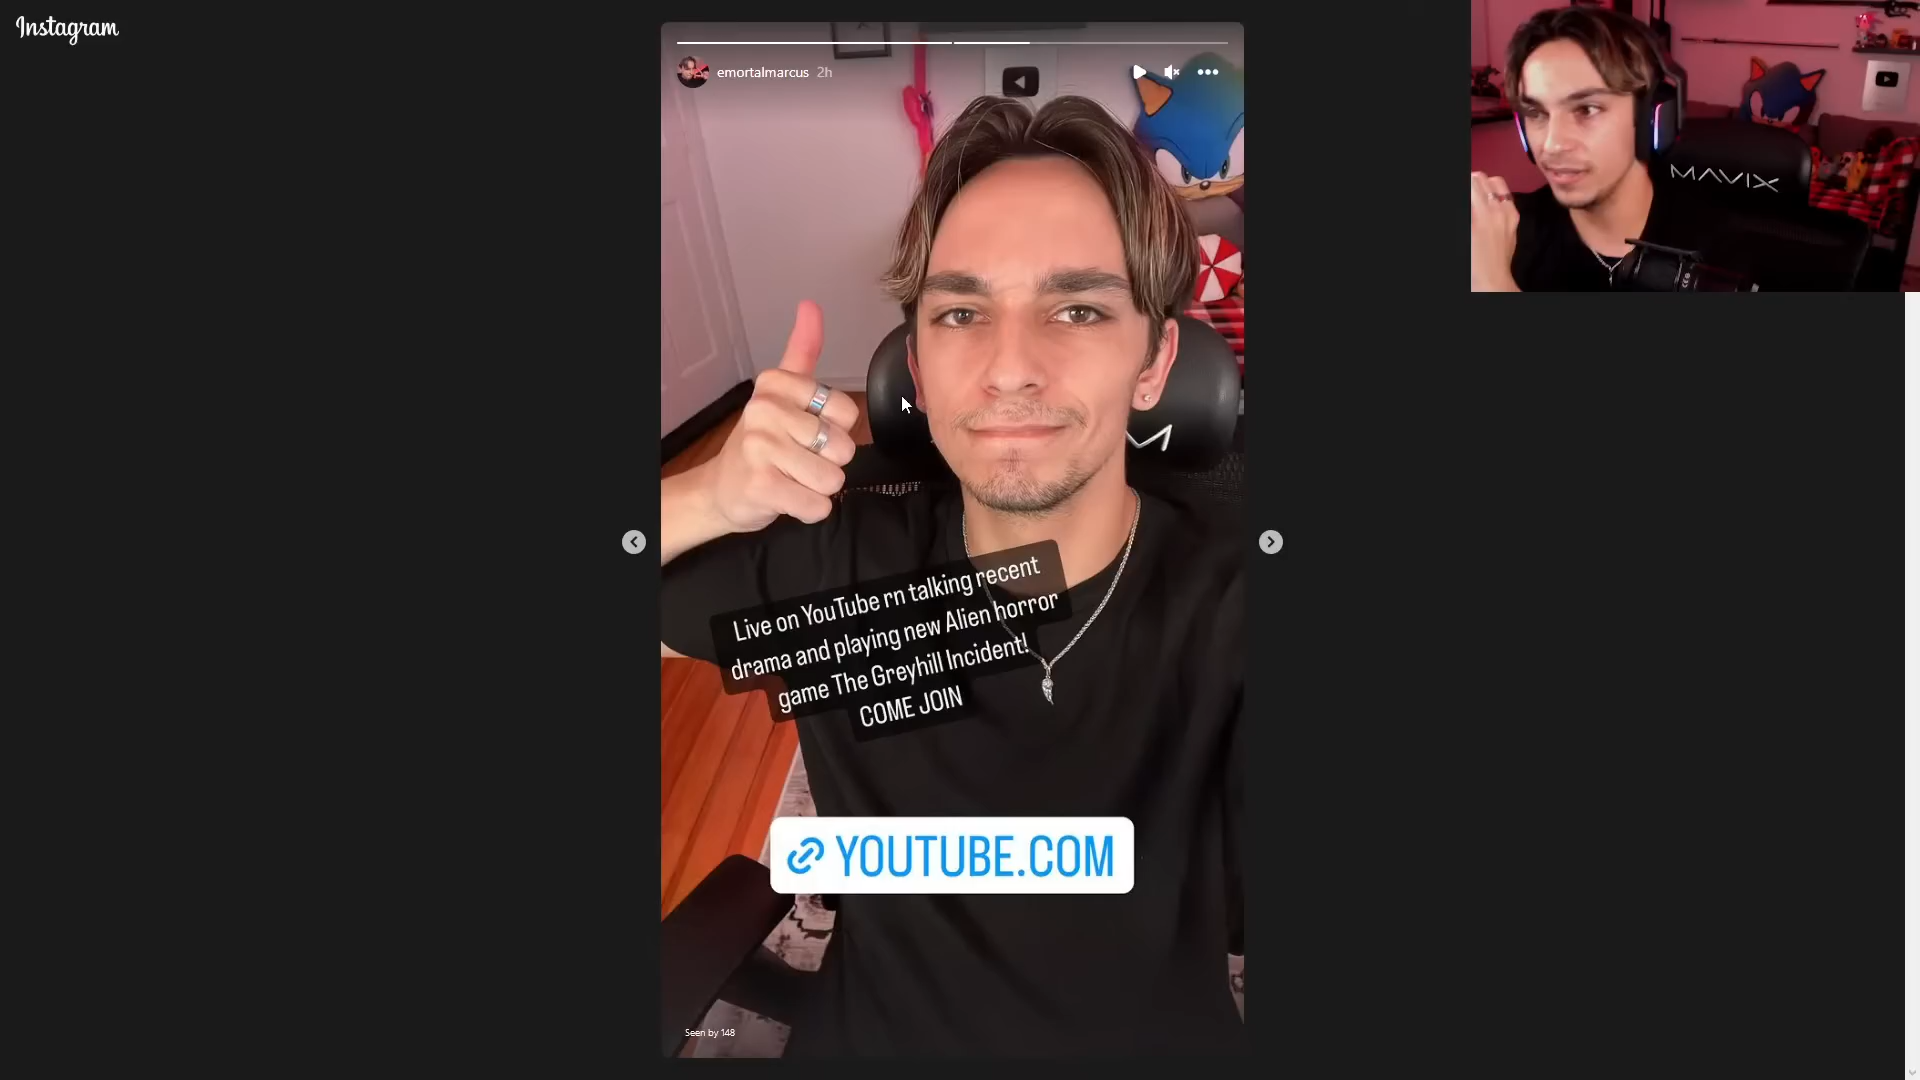 Instagram
emortalmarcus 2h
MAVIX
Live on YouTube rn talking recent
drama and playing new Alien horror
game The Greyhill Incident!
COME JOIN
YOUTUBE.COM
Seen by 148